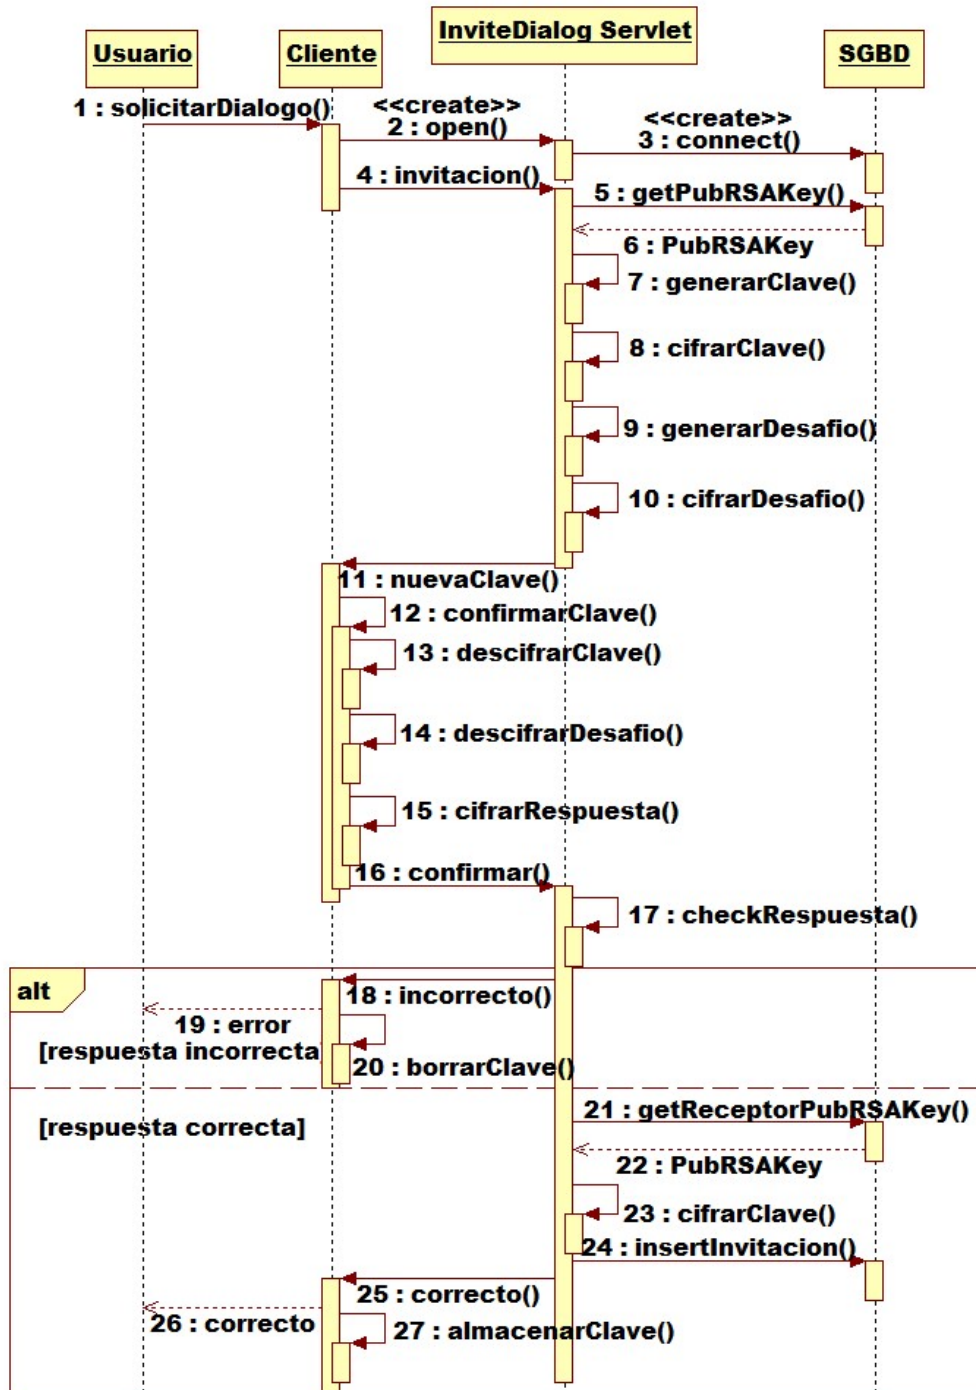 Usuario
Cliente
InviteDialog Servlet
SGBD
1 : solicitarDialogo()
<<create>>
2 : open()
<<create>>
3 : connect()
4 : invitacion()
5 : getPubRSAKey()
6 : PubRSAKey
7 : generarClave()
8 : cifrarClave()
9 : generarDesafio()
10 : cifrarDesafio()
11 : nuevaClave()
12 : confirmarClave()
13 : descifrarClave()
14 : descifrarDesafio()
15 : cifrarRespuesta()
16 : confirmar()
17 : checkRespuesta()
alt
18 : incorrecto()
19 : error
[respuesta incorrecta]
20 : borrarClave()
21 : getReceptorPubRSAKey()
[respuesta correcta]
22 : PubRSAKey
23 : cifrarClave()
24 : insertInvitacion()
25 : correcto()
26 : correcto
27 : almacenarClave()